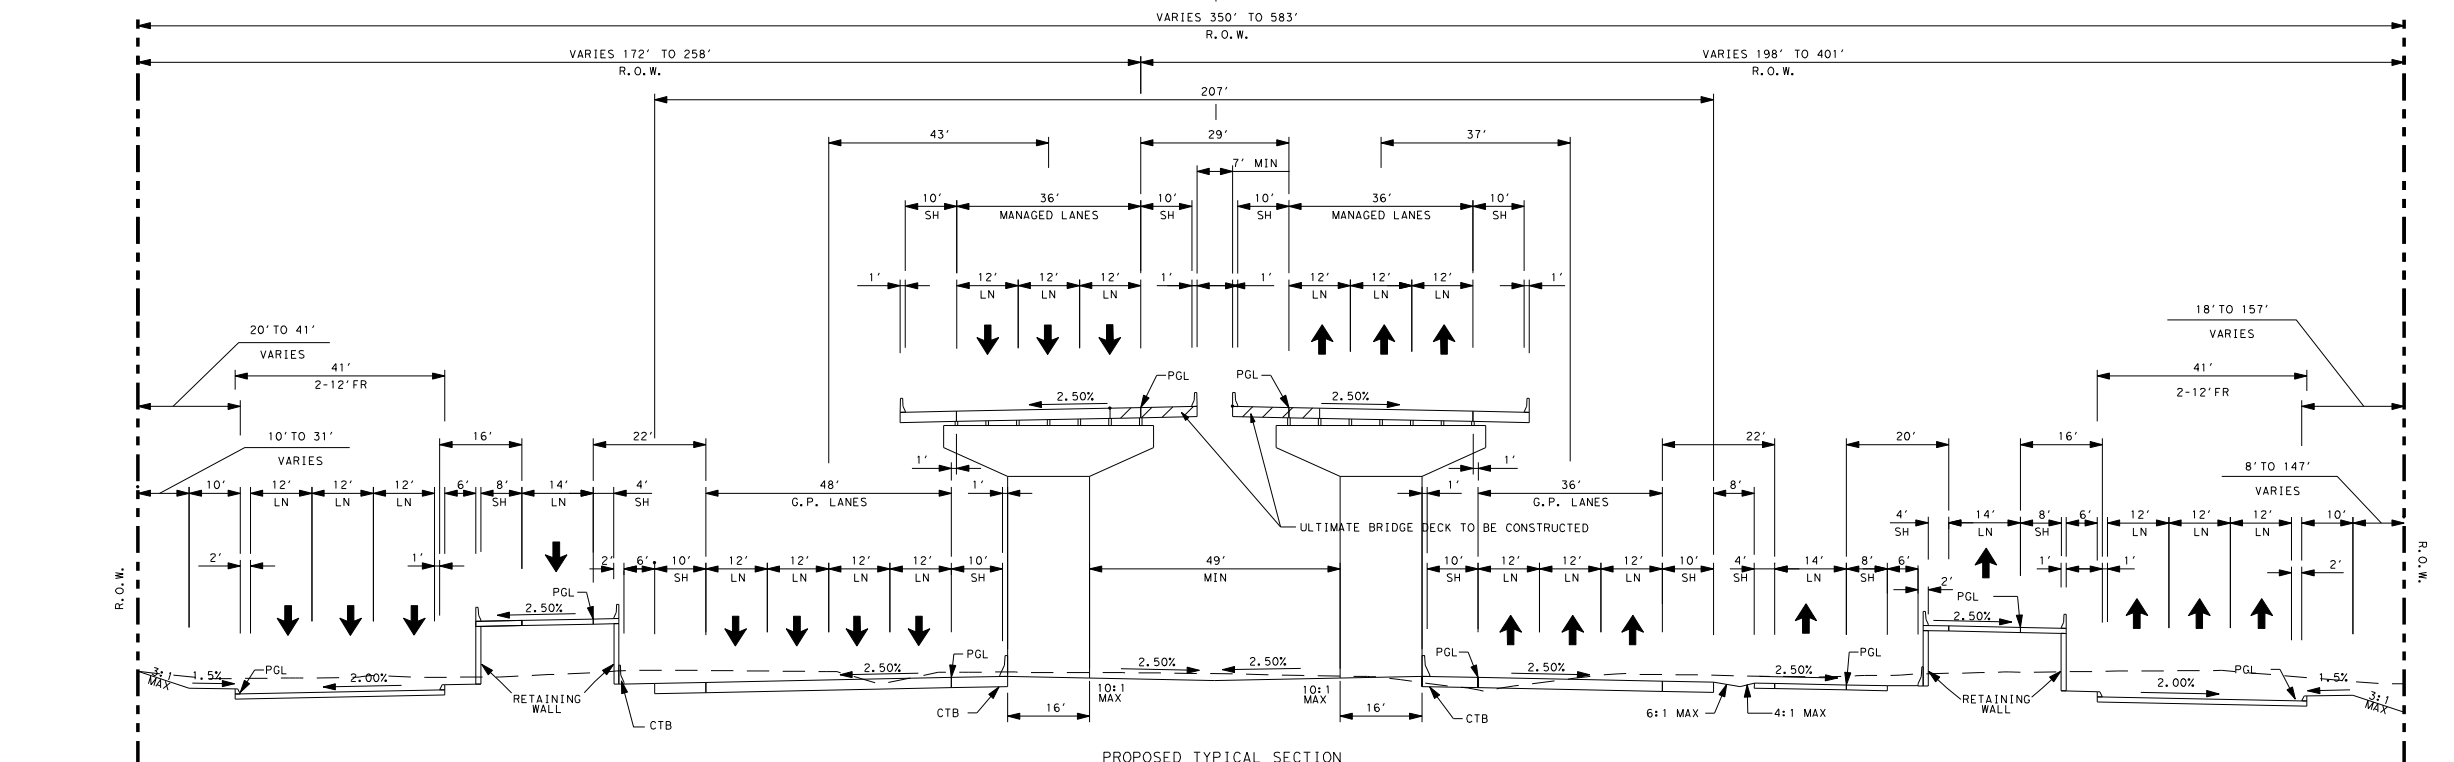 VARIES 350' TO 583'
R.O.W.
VARIES 172' TO 258'
R.O.W.
VARIES 198' TO 401'
R.O.W.
207'
43'
29'
37'
7' MIN
10'
SH
36'
MANAGED LANES
10'
SH
10'
SH
36'
MANAGED LANES
10'
SH
1'
12'
LN
12'
LN
12'
LN
1'
1'
12'
LN
12'
LN
12'
LN
1'
20'TO 41'
VARIES
18'TO 157'
VARIES
41'
2-12'FR
41'
2-12'FR
PGL
PGL
2.50%
2.50%
10'TO 31'
VARIES
16'
22'
22'
20'
16'
8'TO 147'
VARIES
1'
1'
10'
12'
LN
12'
LN
12'
LN
6'
8'
SH
14'
LN
4'
SH
48'
G.P. LANES
1'
1'
36'
G.P. LANES
8'
4'
SH
14'
LN
8'
SH
6'
12'
LN
12'
LN
12'
LN
10'
ULTIMATE BRIDGE DECK TO BE CONSTRUCTED
2'
1'
2'
6'
10'
SH
12'
LN
12'
LN
12'
LN
12'
LN
10'
SH
49'
MIN
10'
SH
12'
LN
12'
LN
12'
LN
10'
SH
4'
SH
14'
LN
8'
SH
6'
2'
1'
1'
2'
R.O.W.
R.O.W.
PGL
2.50%
PGL
2.50%
3:1
MAX
1.5%
PGL
2.00%
RETAINING
WALL
CTB
2.50%
PGL
CTB
2.50%
2.50%
10:1
MAX
10:1
MAX
16'
16'
PGL
CTB
2.50%
6:1 MAX
4:1 MAX
2.50%
PGL
RETAINING
WALL
2.00%
PGL
1.5%
3:1
MAX
PROPOSED TYPICAL SECTION